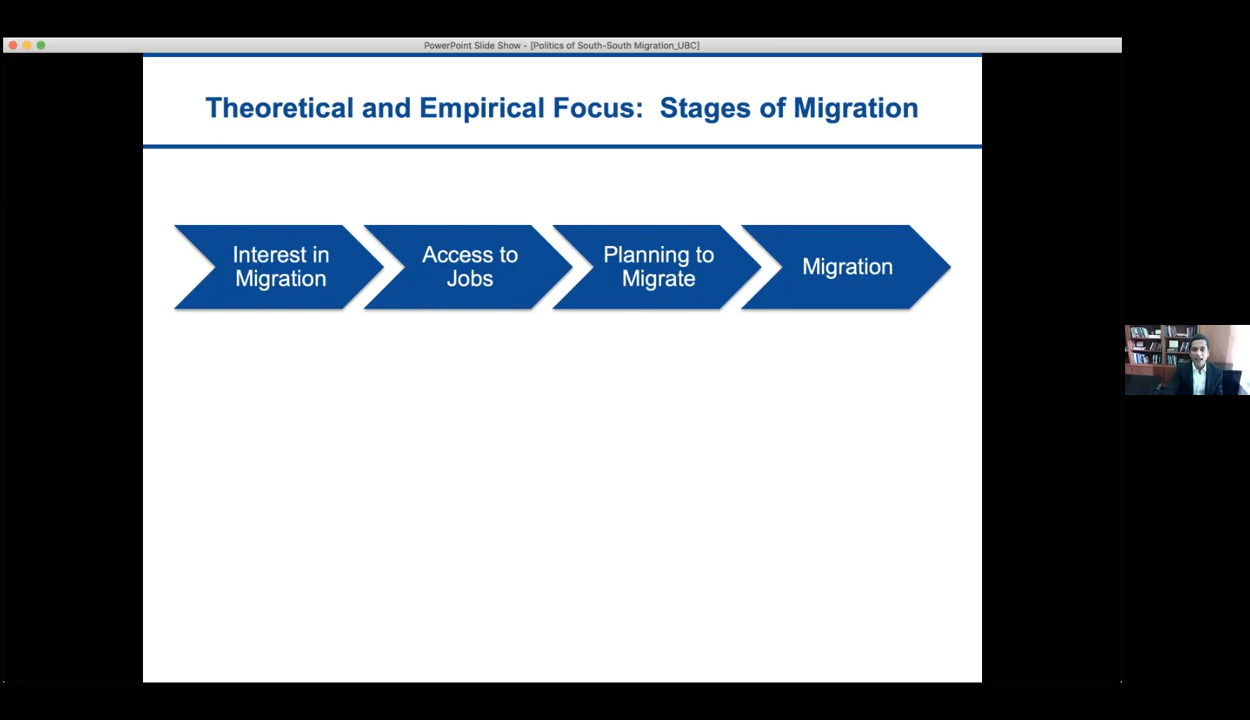 PowerPoint Slide Show - [Politics of South-South Migration_UBC]
Theoretical and Empirical Focus:  Stages of Migration
Interest in
Migration
Access to
Jobs
Planning to
Migrate
Migration